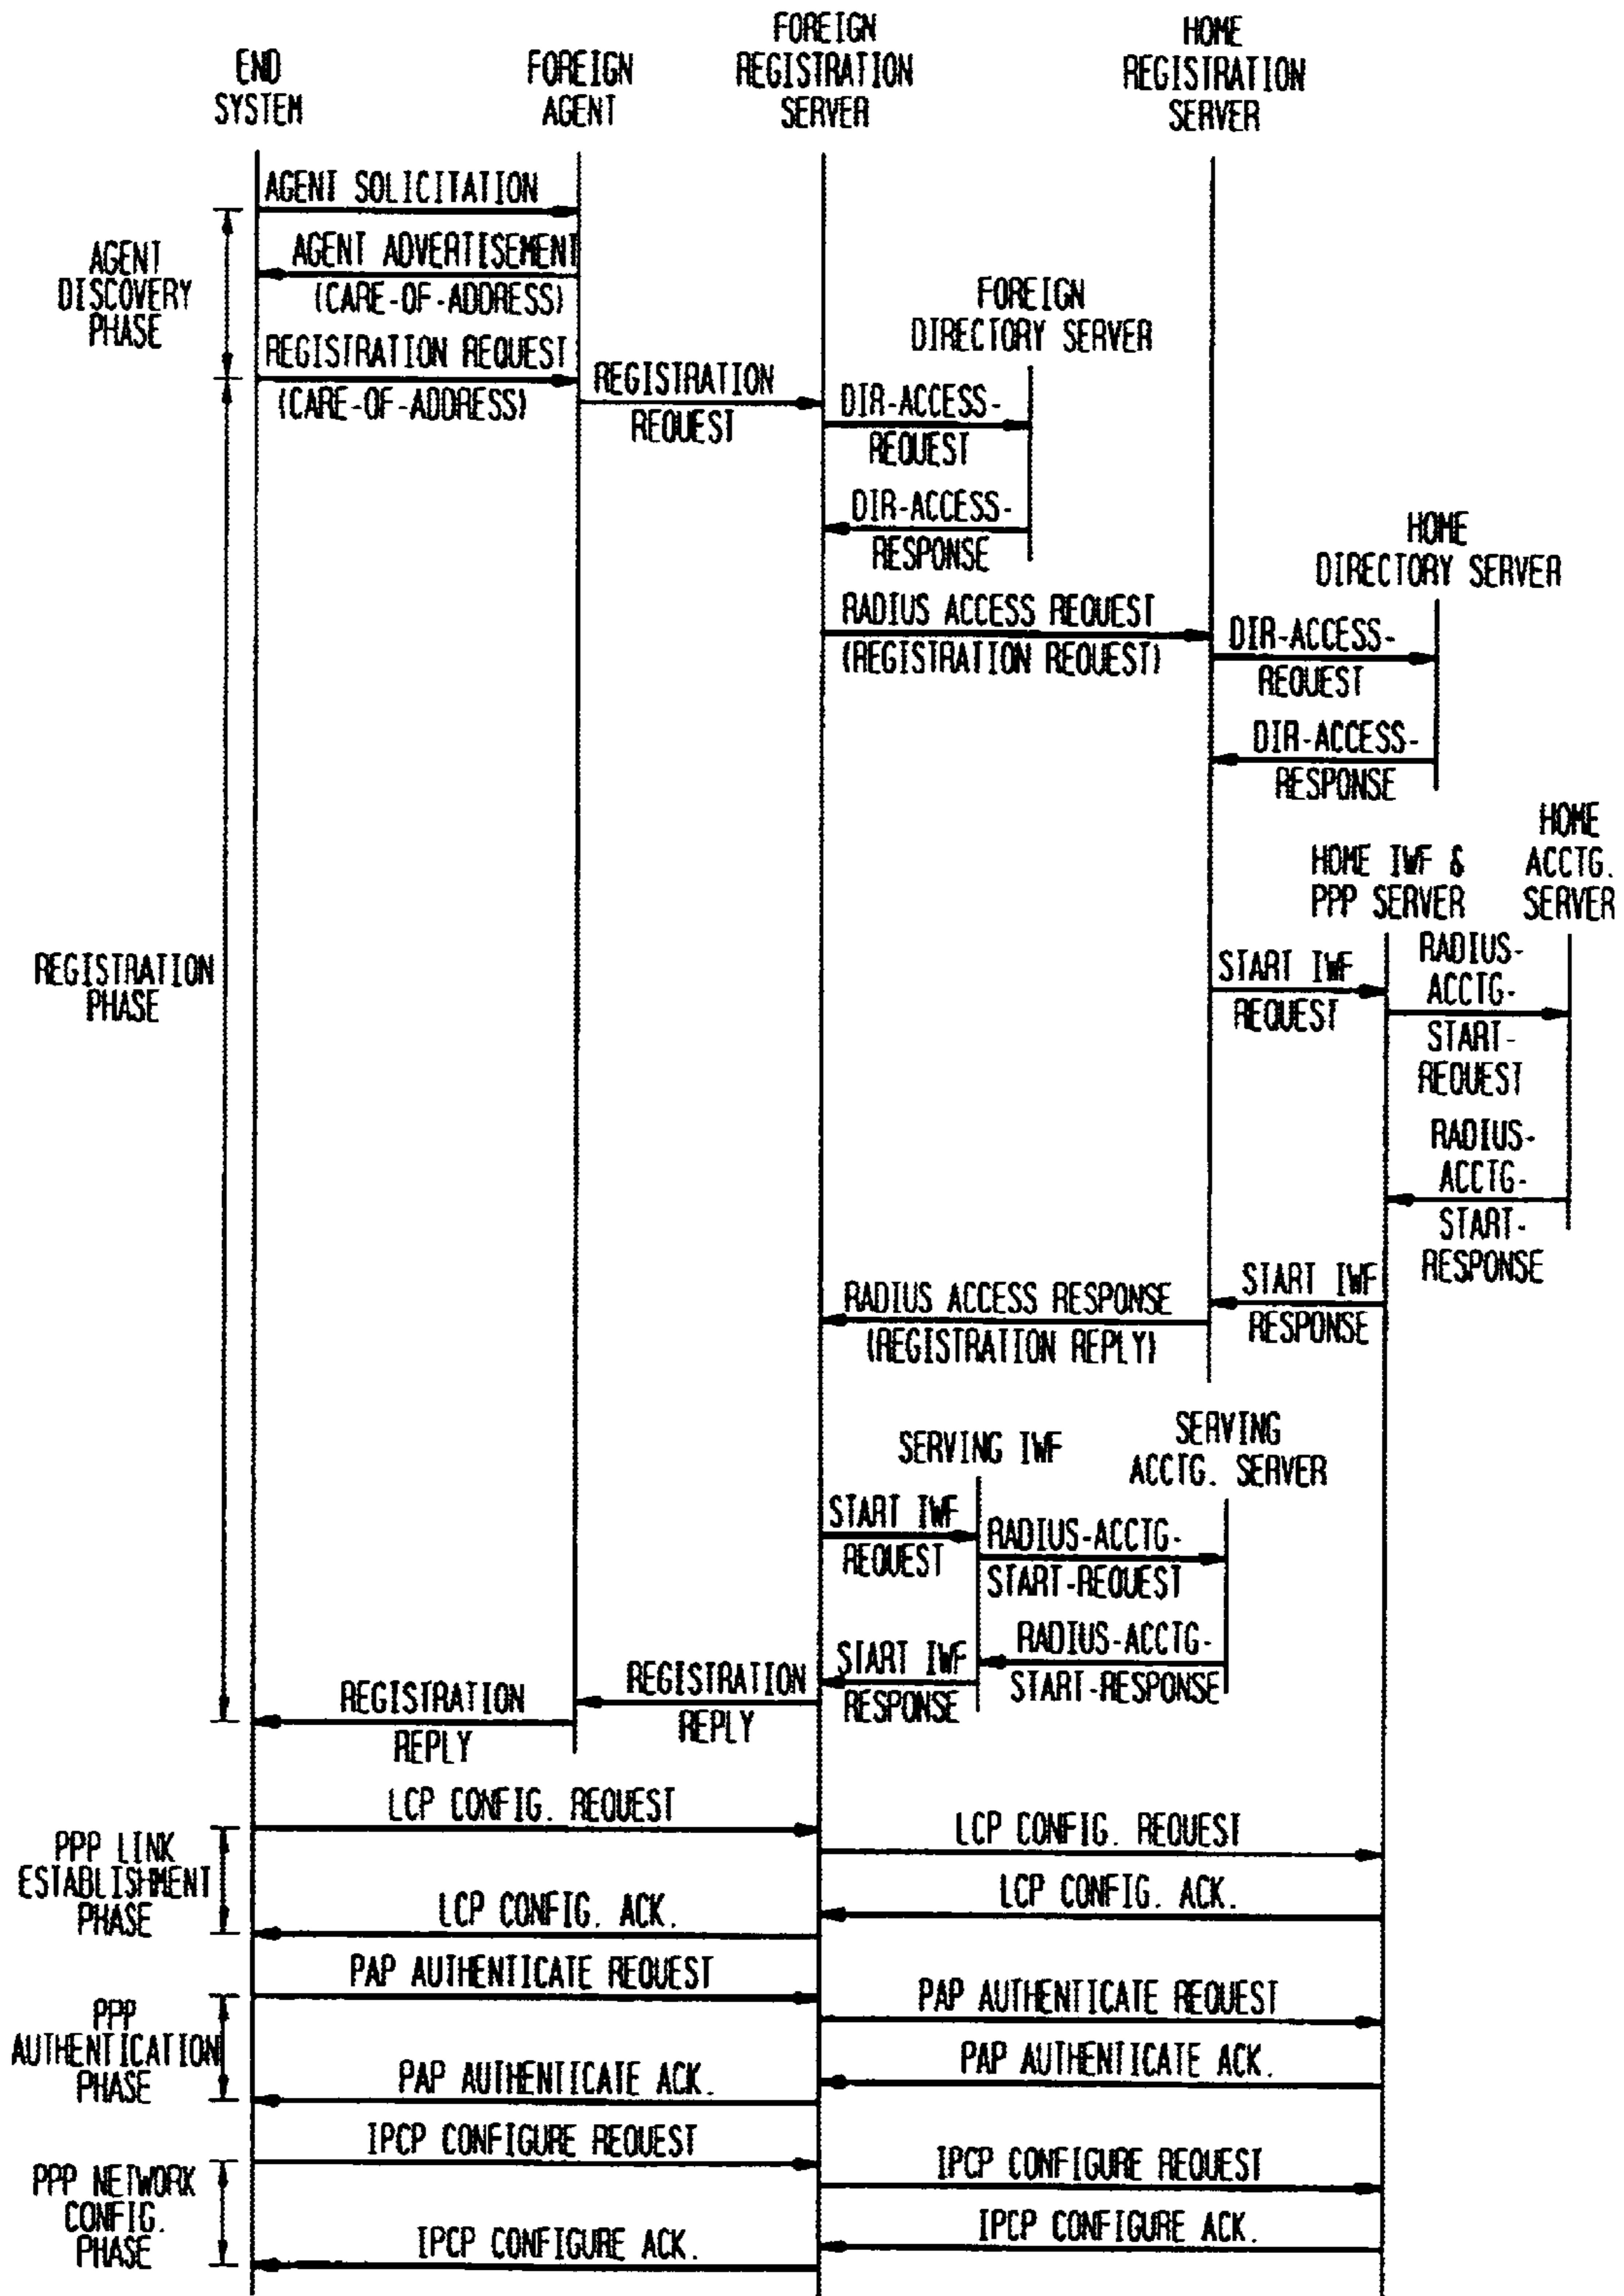 END
SYSTEM
FOREIGN
AGENT
FOREIGN
REGISTRATION
SERVER
HOME
REGISTRATION
SERVER
AGENT SOLICITATION
AGENT ADVERTISEMENT
(CARE-OF-ADDRESS)
AGENT
DISCOVERY
PHASE
REGISTRATION REQUEST
(CARE-OF-ADDRESS)
REGISTRATION
REQUEST
FOREIGN
DIRECTORY SERVER
DIR-ACCESS-
REQUEST
DIR-ACCESS-
RESPONSE
HOME
DIRECTORY SERVER
RADIUS ACCESS REQUEST
(REGISTRATION REQUEST)
DIR-ACCESS-
REQUEST
DIR-ACCESS-
RESPONSE
HOME IWF &
PPP SERVER
HOME
ACCTG.
SERVER
REGISTRATION
PHASE
START IWF
REQUEST
RADIUS-
ACCTG-
START-
REQUEST
RADIUS-
ACCTG-
START-
RESPONSE
START IWF
RESPONSE
RADIUS ACCESS RESPONSE
(REGISTRATION REPLY)
SERVING IWF
SERVING
ACCTG. SERVER
START IWF
REQUEST
RADIUS-ACCTG-
START-REQUEST
RADIUS-ACCTG-
START-RESPONSE
START IWF
RESPONSE
REGISTRATION
REPLY
REGISTRATION
REPLY
LCP CONFIG. REQUEST
LCP CONFIG. REQUEST
PPP LINK
ESTABLISHMENT
PHASE
LCP CONFIG. ACK.
LCP CONFIG. ACK.
PAP AUTHENTICATE REQUEST
PAP AUTHENTICATE REQUEST
PPP
AUTHENTICATION
PHASE
PAP AUTHENTICATE ACK.
PAP AUTHENTICATE ACK.
IPCP CONFIGURE REQUEST
IPCP CONFIGURE REQUEST
PPP NETWORK
CONFIG.
PHASE
IPCP CONFIGURE ACK.
IPCP CONFIGURE ACK.